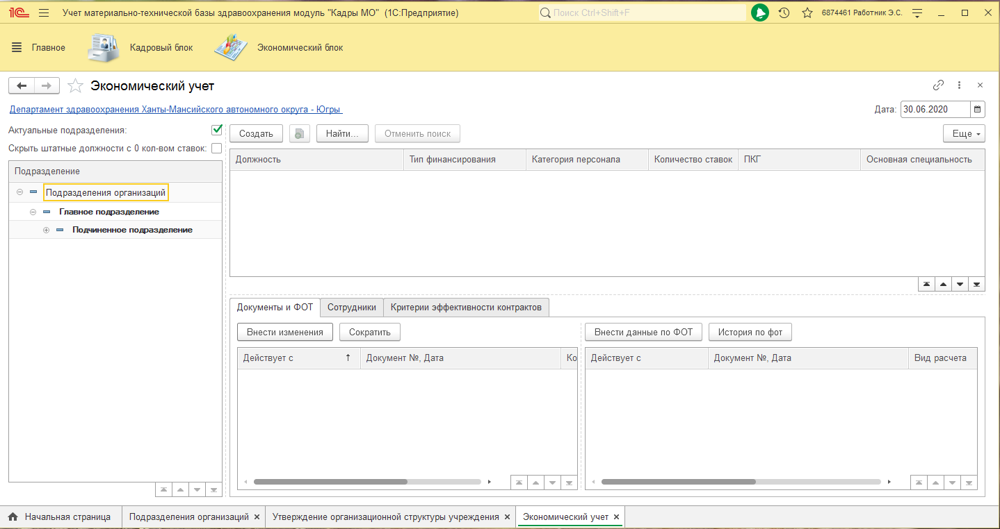 1С Учет материально-технической базы здравоохранения модуль "Кадры МО" (1С:Предприятие) Поиск Ctrl+Shift+F 6874461 Работник Э.С.
Главное Кадровый блок Экономический блок
Экономический учет
Департамент здравоохранения Ханты-Мансийского автономного округа - Югры Дата: 30.06.2020
Актуальные подразделения:
Создать Найти... Отменить поиск Еще
Скрыть штатные должности с 0 кол-вом ставок:
Должность Тип финансирования Категория персонала Количество ставок ПКГ Основная специальность
Подразделение
Подразделения организаций
Главное подразделение
Подчиненное подразделение
Документы и ФОТ Сотрудники Критерии эффективности контрактов
Внести изменения Сократить Внести данные по ФОТ История по фот
Действует с Документ №, Дата Ко Действует с Документ №, Дата Вид расчета
Начальная страница Подразделения организаций Утверждение организационной структуры учреждения Экономический учет